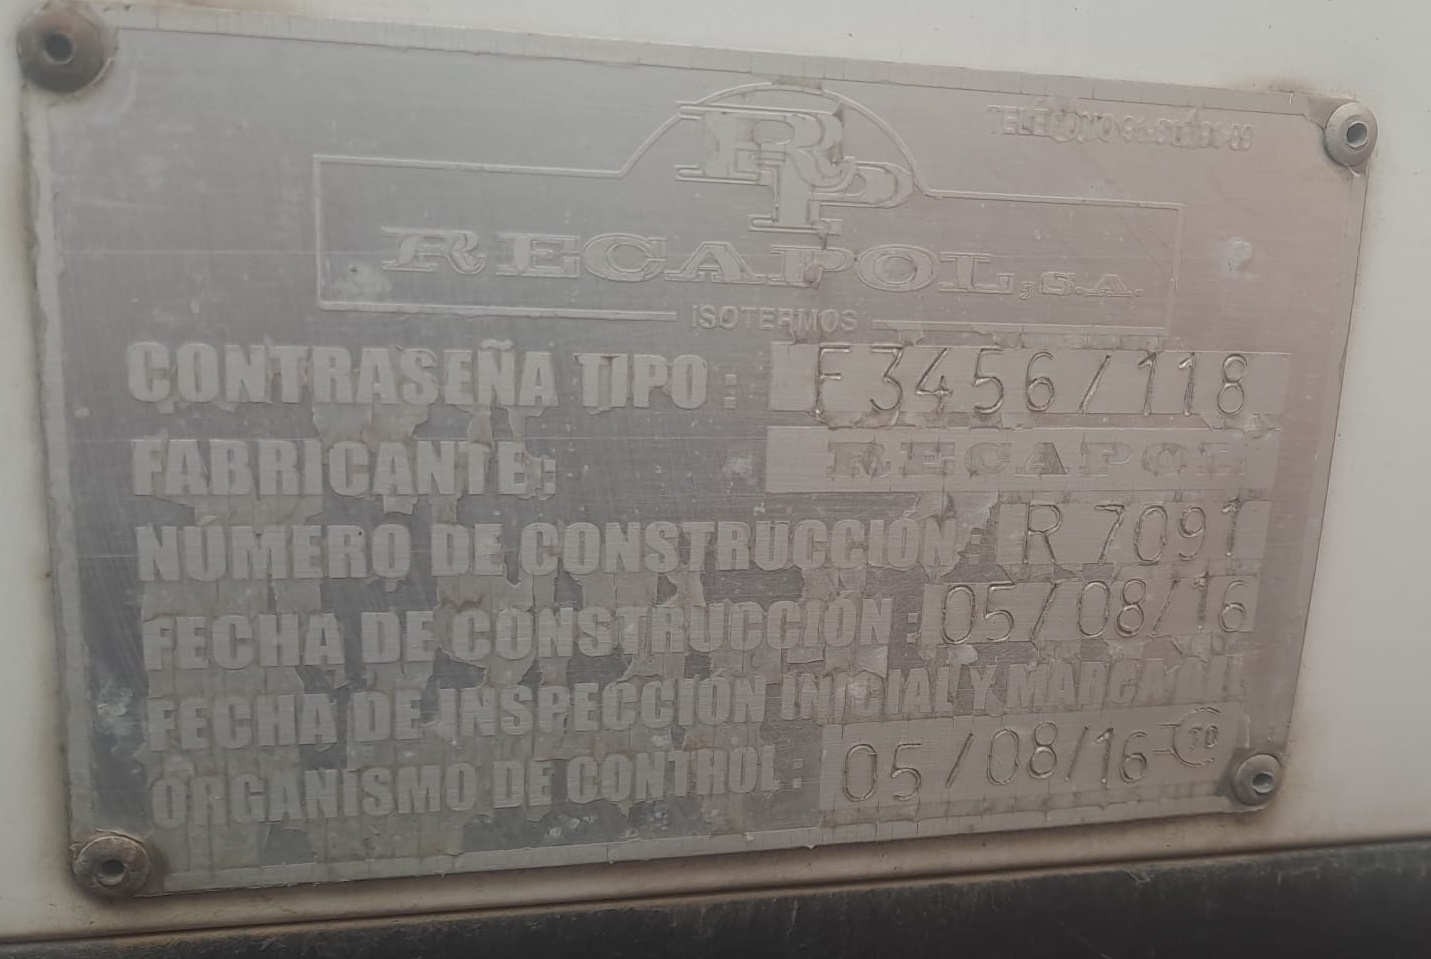 RP
RECAPOL, S.A.
ISOTERMOS
CONTRASEÑA TIPO: F 3456/118
FABRICANTE: RECAPOL
NÚMERO DE CONSTRUCCIÓN: R 7091
FECHA DE CONSTRUCCIÓN: 05/08/16
FECHA DE INSPECCIÓN INICIAL Y MARCA
ORGANISMO DE CONTROL: 05/08/16